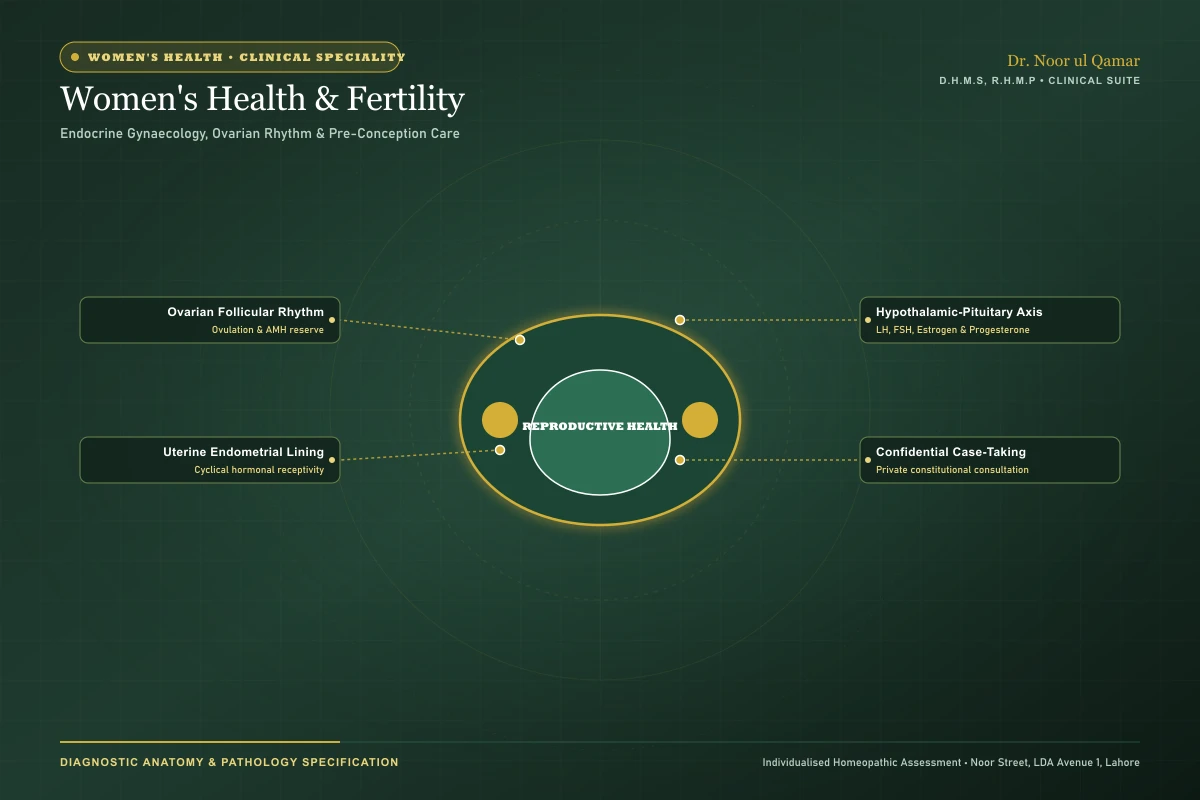 WOMEN'S HEALTH • CLINICAL SPECIALITY
Women's Health & Fertility
Endocrine Gynaecology, Ovarian Rhythm & Pre-Conception Care
Dr. Noor ul Qamar
D.H.M.S, R.H.M.P • CLINICAL SUITE
Ovarian Follicular Rhythm
Ovulation & AMH reserve
Hypothalamic-Pituitary Axis
LH, FSH, Estrogen & Progesterone
REPRODUCTIVE HEALTH
Uterine Endometrial Lining
Cyclical hormonal receptivity
Confidential Case-Taking
Private constitutional consultation
DIAGNOSTIC ANATOMY & PATHOLOGY SPECIFICATION
Individualised Homeopathic Assessment • Noor Street, LDA Avenue 1, Lahore